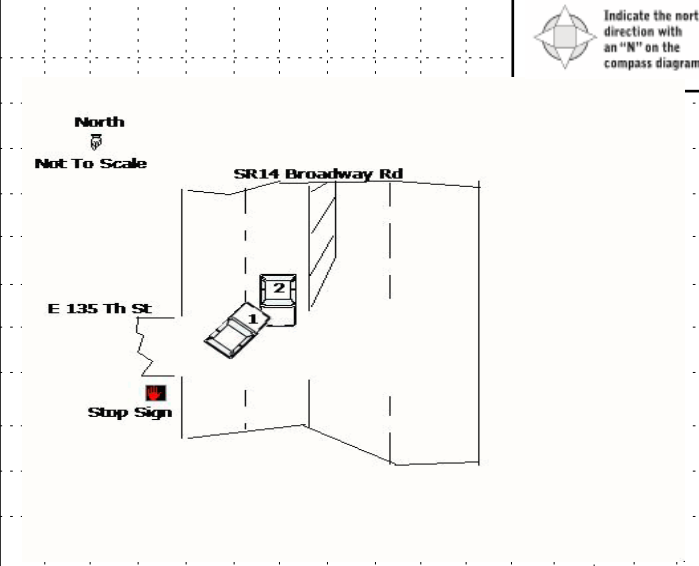 Indicate the nort
direction with
an "N" on the
compass diagram
North
Not To Scale
SR14 Broadway Rd
2
1
E 135 Th St
Stop Sign